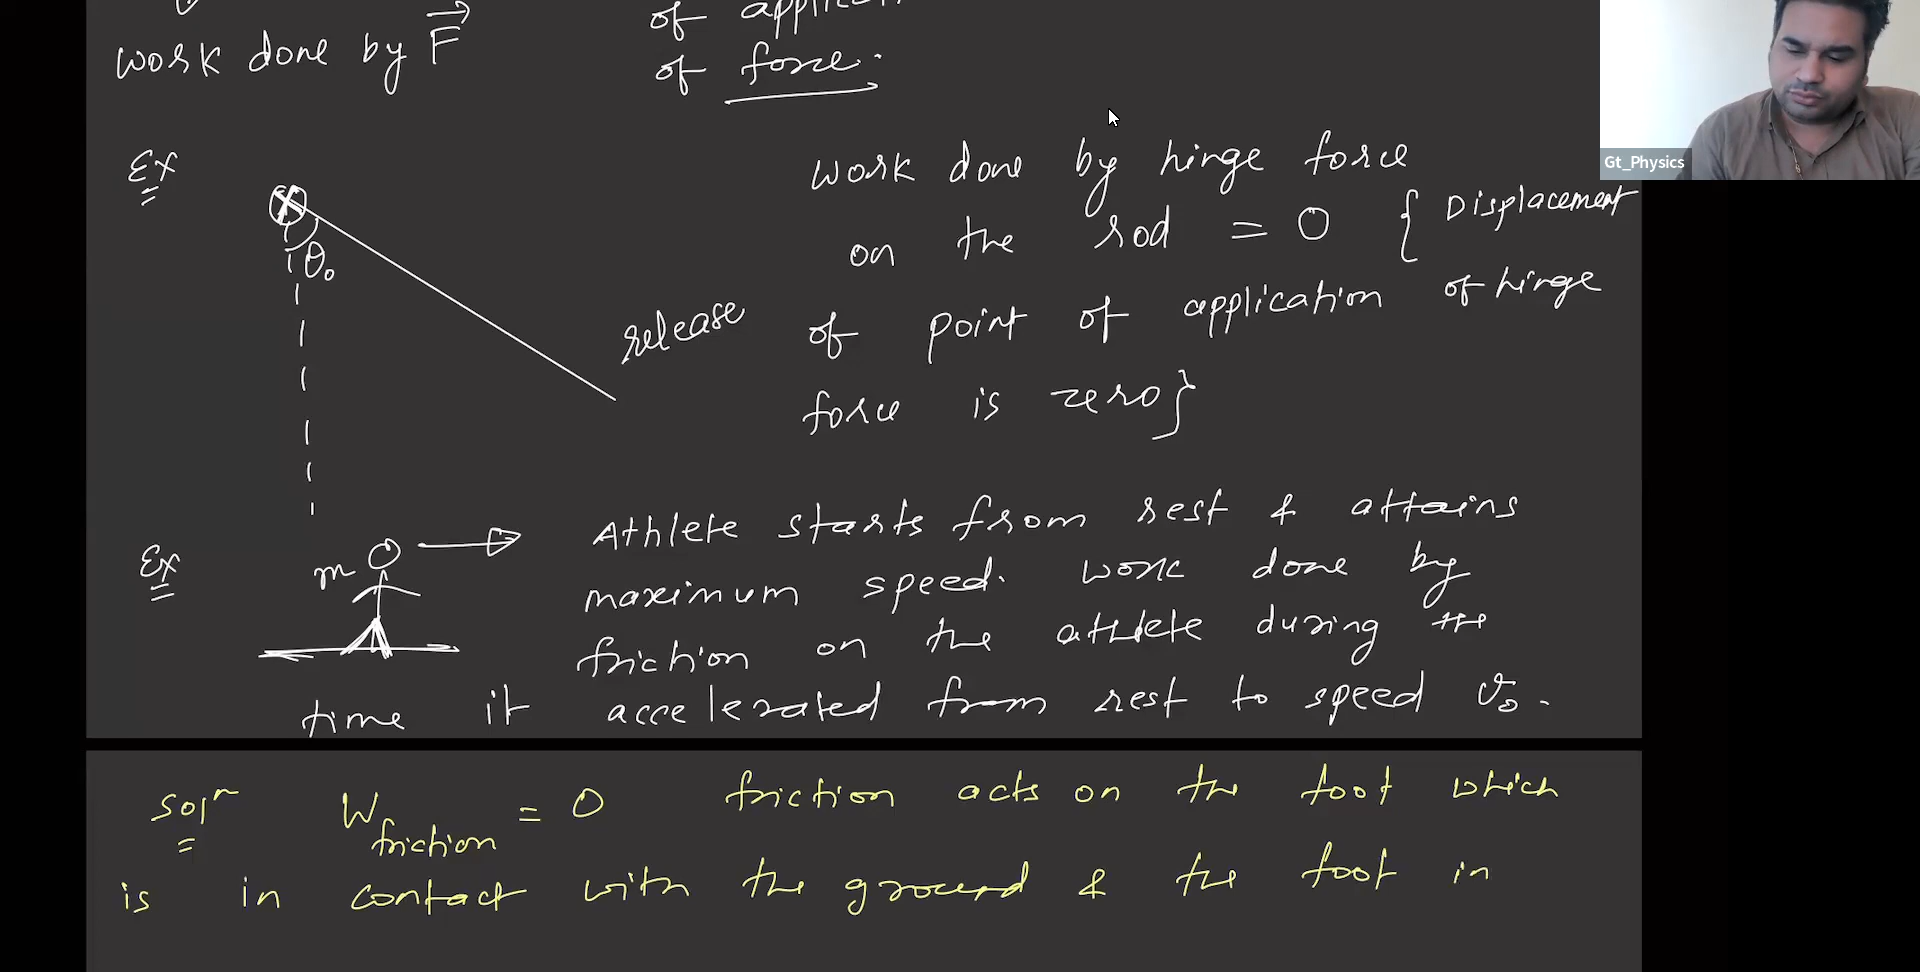 of
work done by F
of force.
Ex
work done by hinge force
on the rod = 0 { Displacement
θ₀
of point of application of hinge
release
force is zero}
Ex
m
Athlete starts from rest & attains
maximum speed. work done by
friction on the athlete during the
time it accelerated from rest to speed v₀.
Solⁿ W friction = 0 friction acts on the foot which
is in contact with the ground & the foot in
Gt_Physics